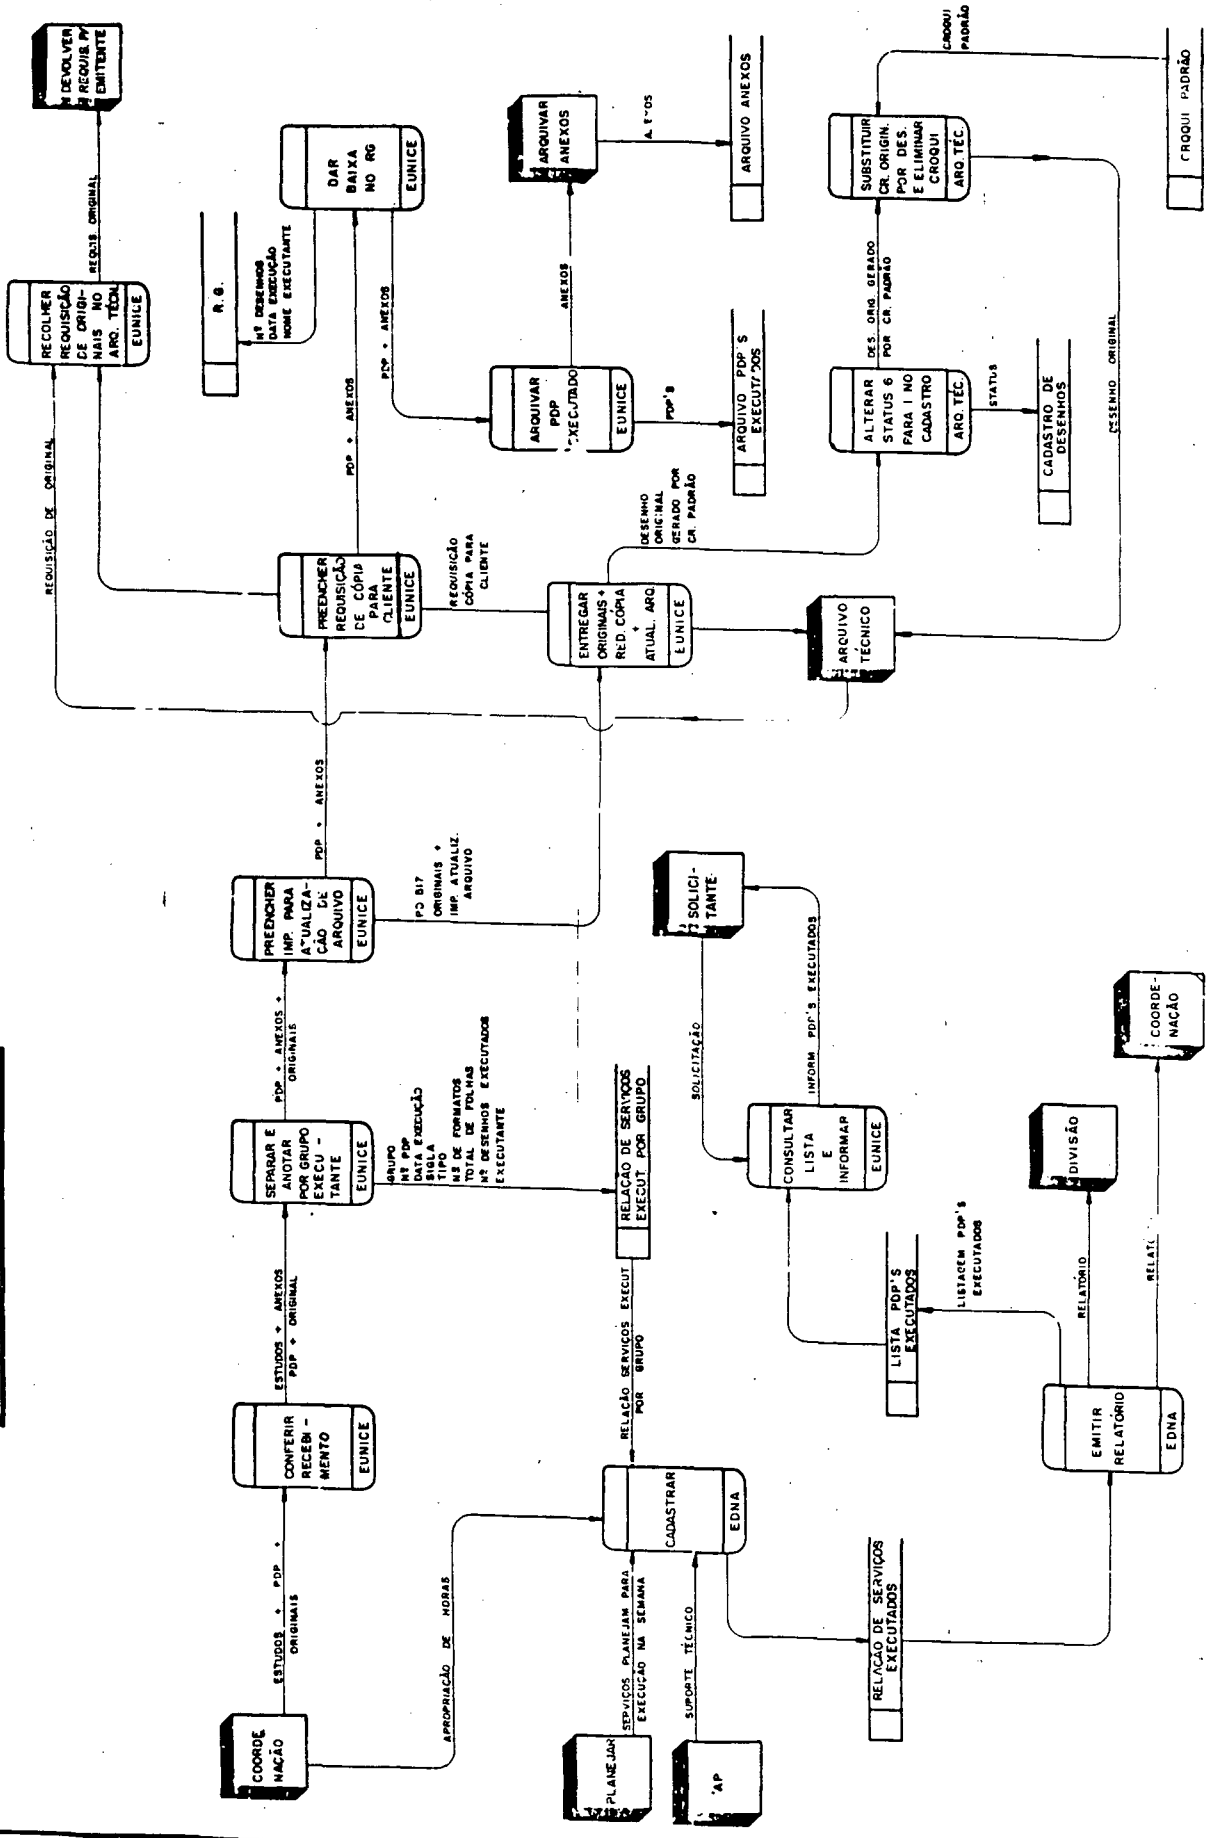 COORDE
NAÇÃO
ESTUDOS + PDP +
ORIGINAIS
APROPRIAÇÃO DE HORAS
CONFERIR
RECEBI -
MENTO
EUNICE
ESTUDOS + ANEXOS
PDP + ORIGINAL
SEPARAR E
ANOTAR
POR GRUPO
EXECU -
TANTE
EUNICE
PDP + ANEXOS +
ORIGINAIS
GRUPO
Nº PDP
DATA EXECUÇÃO
SIGLA
TIPO
Nº DE FORMATOS
TOTAL DE FOLHAS
Nº DESENHOS EXECUTADOS
EXECUTANTE
PREENCHER
IMP. PARA
ATUALIZA-
ÇÃO DE
ARQUIVO
EUNICE
PDP + ANEXOS
ORIGINAIS +
IMP. ATUALIZ.
ARQUIVO
PREENCHER
REQUISIÇÃO
DE CÓPIA
PARA
CLIENTE
EUNICE
REQUISIÇÃO
CÓPIA PARA
CLIENTE
PDP + ANEXOS
REQUISIÇÃO DE ORIGINAL
RECOLHER
REQUISIÇÃO
DE ORIGI-
NAIS NO
ARQ. TÉCN.
EUNICE
REQUIS. ORIGINAL
DEVOLVER
REQUIS. P/
EMITENTE
R.G.
Nº DESENHOS
DATA EXECUÇÃO
NOME EXECUTANTE
DAR
BAIXA
NO RG
EUNICE
PDP + ANEXOS
ARQUIVAR
PDP
EXECUTADO
EUNICE
PDP'S
ARQUIVO PDP'S
EXECUTADOS
ANEXOS
ARQUIVAR
ANEXOS
ARQUIVO ANEXOS
ENTREGAR
ORIGINAIS +
RED. CÓPIA
+
ATUAL. ARQ.
EUNICE
DESENHO
ORIGINAL
GERADO POR
CR. PADRÃO
ARQUIVO
TÉCNICO
ALTERAR
STATUS 6
PARA I NO
CADASTRO
ARQ. TÉC.
STATUS
CADASTRO DE
DESENHOS
DES. ORIG. GERADO
POR CR. PADRÃO
SUBSTITUIR
CR. ORIGIN.
POR DES.
E ELIMINAR
CROQUI
ARQ. TÉC.
CROQUI
PADRÃO
CROQUI PADRÃO
DESENHO ORIGINAL
RELAÇÃO DE SERVIÇOS
EXECUT POR GRUPO
RELAÇÃO SERVIÇOS EXECUT
POR GRUPO
PLANEJAR
SERVIÇOS PLANEJAM PARA
EXECUÇÃO NA SEMANA
AP
SUPORTE TÉCNICO
CADASTRAR
EDNA
RELAÇÃO DE SERVIÇOS
EXECUTADOS
EMITIR
RELATÓRIO
EDNA
LISTAGEM PDP'S
EXECUTADOS
LISTA PDP'S
EXECUTADOS
RELATÓRIO
DIVISÃO
COORDE-
NAÇÃO
CONSULTAR
LISTA
E
INFORMAR
EUNICE
SOLICITAÇÃO
INFORM PDP'S EXECUTADOS
SOLICI-
TANTE